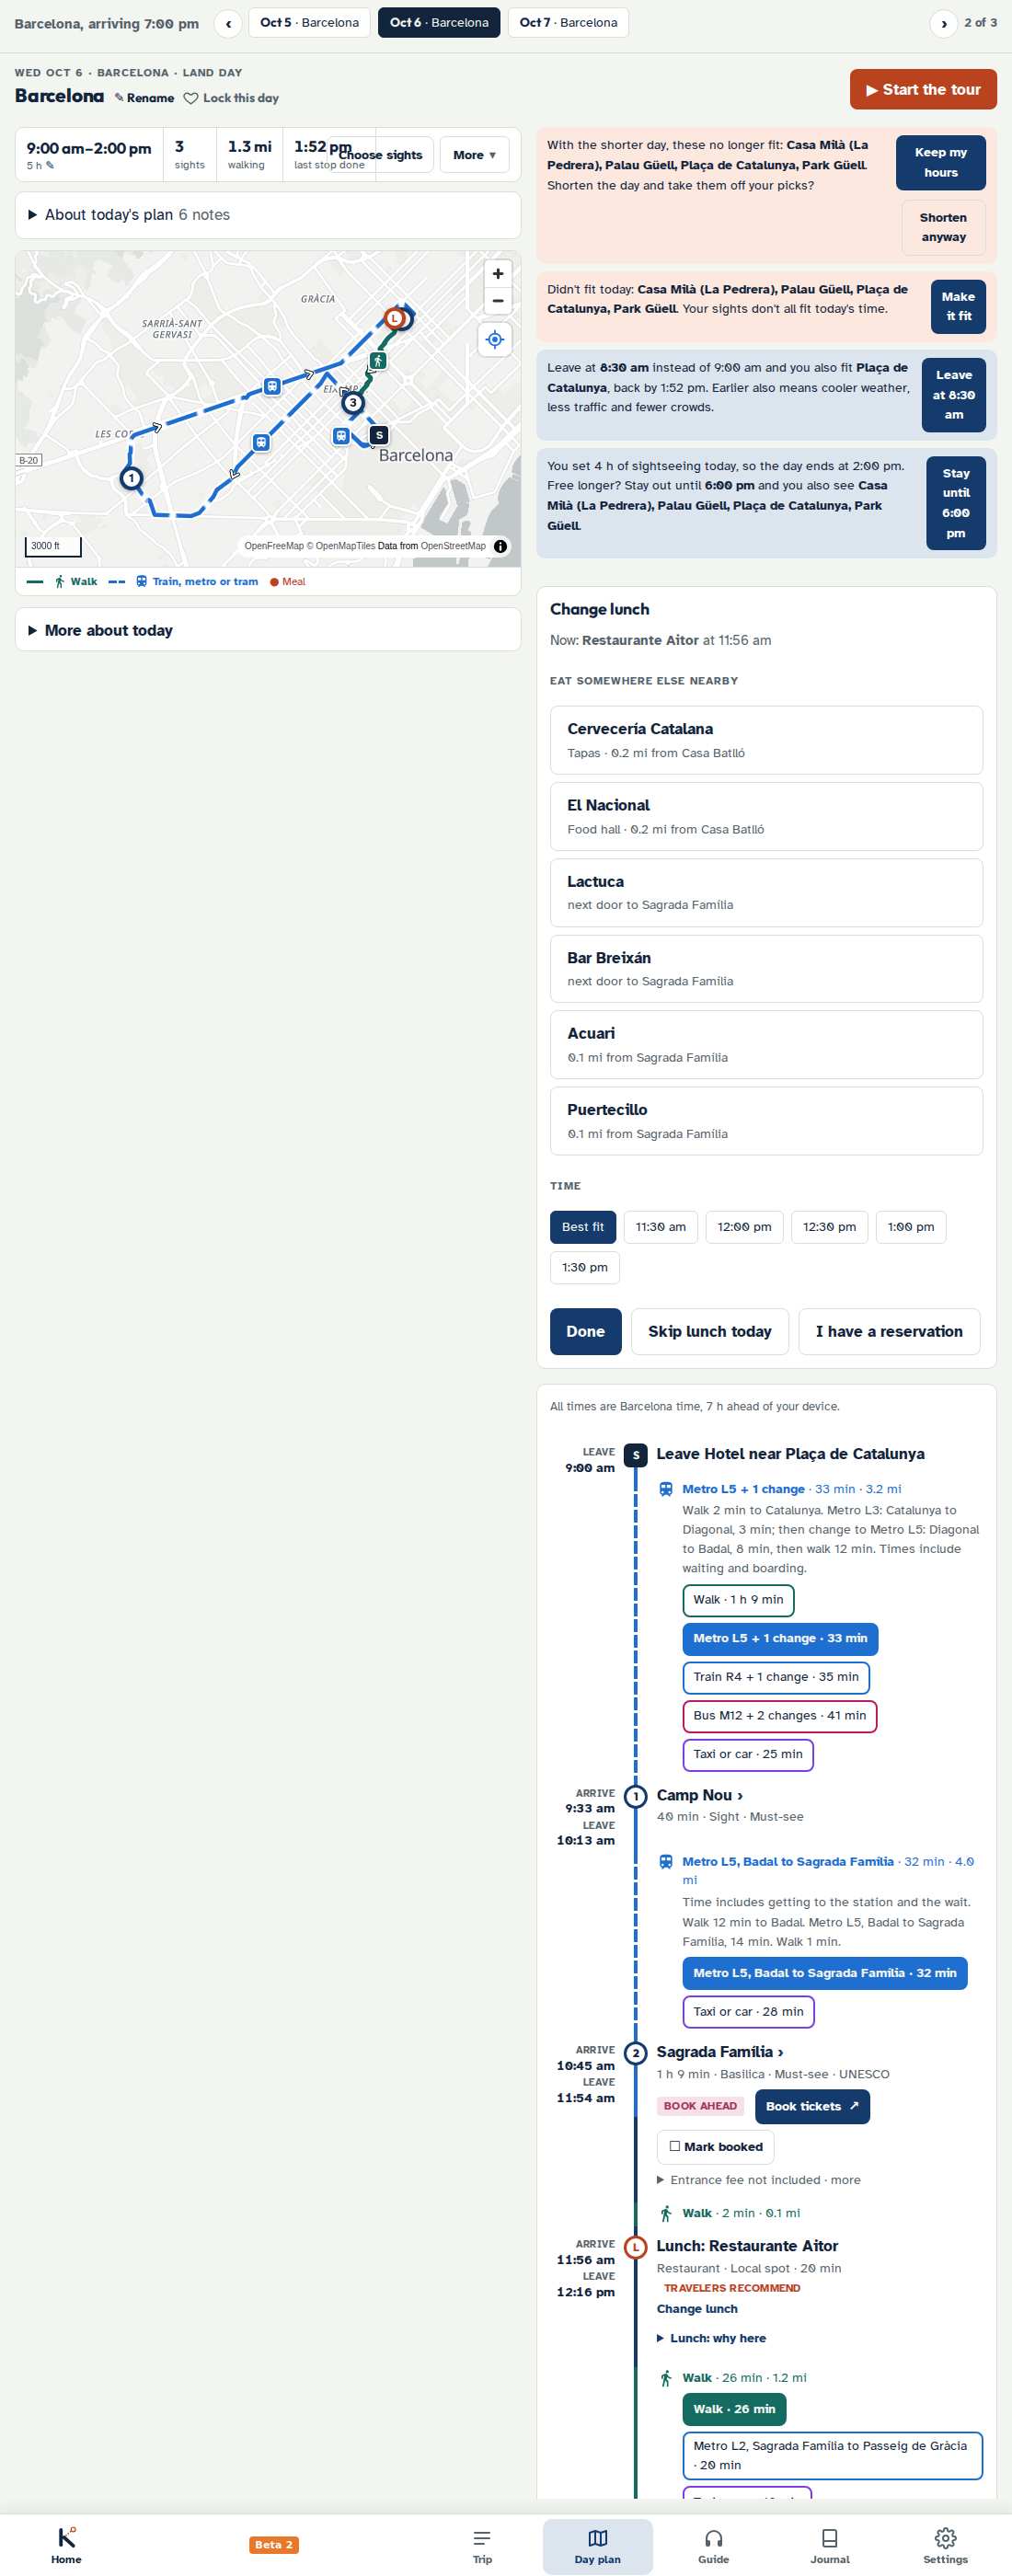 Barcelona, arriving 7:00 pm
‹
Oct 5 · Barcelona
Oct 6 · Barcelona
Oct 7 · Barcelona
›
2 of 3
WED OCT 6 · BARCELONA · LAND DAY
Barcelona
✎ Rename
Lock this day
▶ Start the tour
9:00 am–2:00 pm
5 h ✎
3
sights
1.3 mi
walking
1:52 pm
last stop done
Choose sights
More ▼
▶ About today's plan 6 notes
GRÀCIA
SARRIÀ-SANT
GERVASI
L
3
S
Barcelona
B-20
1
+
−
3000 ft
OpenFreeMap © OpenMapTiles Data from OpenStreetMap
Walk
Train, metro or tram
Meal
▶ More about today
With the shorter day, these no longer fit: Casa Milà (La
Pedrera), Palau Güell, Plaça de Catalunya, Park Güell.
Shorten the day and take them off your picks?
Keep my
hours
Shorten
anyway
Didn't fit today: Casa Milà (La Pedrera), Palau Güell, Plaça de
Catalunya, Park Güell. Your sights don't all fit today's time.
Make
it fit
Leave at 8:30 am instead of 9:00 am and you also fit Plaça de
Catalunya, back by 1:52 pm. Earlier also means cooler weather,
less traffic and fewer crowds.
Leave
at 8:30
am
You set 4 h of sightseeing today, so the day ends at 2:00 pm.
Free longer? Stay out until 6:00 pm and you also see Casa
Milà (La Pedrera), Palau Güell, Plaça de Catalunya, Park
Güell.
Stay
until
6:00
pm
Change lunch
Now: Restaurante Aitor at 11:56 am
EAT SOMEWHERE ELSE NEARBY
Cervecería Catalana
Tapas · 0.2 mi from Casa Batlló
El Nacional
Food hall · 0.2 mi from Casa Batlló
Lactuca
next door to Sagrada Família
Bar Breixán
next door to Sagrada Família
Acuari
0.1 mi from Sagrada Família
Puertecillo
0.1 mi from Sagrada Família
TIME
Best fit
11:30 am
12:00 pm
12:30 pm
1:00 pm
1:30 pm
Done
Skip lunch today
I have a reservation
All times are Barcelona time, 7 h ahead of your device.
LEAVE
9:00 am
S
Leave Hotel near Plaça de Catalunya
Metro L5 + 1 change · 33 min · 3.2 mi
Walk 2 min to Catalunya. Metro L3: Catalunya to
Diagonal, 3 min; then change to Metro L5: Diagonal
to Badal, 8 min, then walk 12 min. Times include
waiting and boarding.
Walk · 1 h 9 min
Metro L5 + 1 change · 33 min
Train R4 + 1 change · 35 min
Bus M12 + 2 changes · 41 min
Taxi or car · 25 min
ARRIVE
9:33 am
LEAVE
10:13 am
1
Camp Nou ›
40 min · Sight · Must-see
Metro L5, Badal to Sagrada Família · 32 min · 4.0
mi
Time includes getting to the station and the wait.
Walk 12 min to Badal. Metro L5, Badal to Sagrada
Família, 14 min. Walk 1 min.
Metro L5, Badal to Sagrada Família · 32 min
Taxi or car · 28 min
ARRIVE
10:45 am
LEAVE
11:54 am
2
Sagrada Família ›
1 h 9 min · Basilica · Must-see · UNESCO
BOOK AHEAD
Book tickets ↗
☐ Mark booked
▶ Entrance fee not included · more
Walk · 2 min · 0.1 mi
ARRIVE
11:56 am
LEAVE
12:16 pm
L
Lunch: Restaurante Aitor
Restaurant · Local spot · 20 min
TRAVELERS RECOMMEND
Change lunch
▶ Lunch: why here
Walk · 26 min · 1.2 mi
Walk · 26 min
Metro L2, Sagrada Família to Passeig de Gràcia
· 20 min
Home
Beta 2
Trip
Day plan
Guide
Journal
Settings